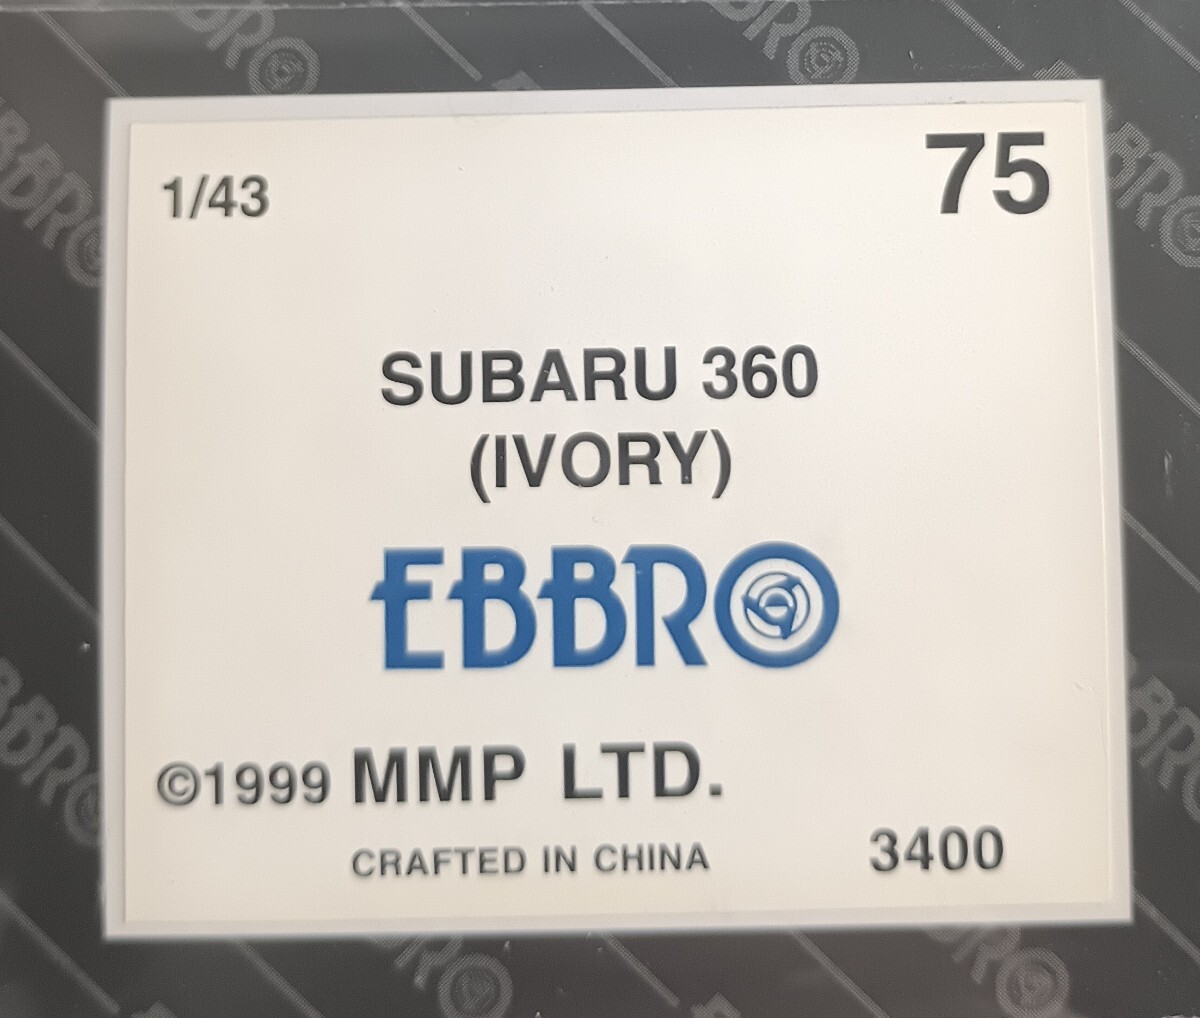 1/43
75
SUBARU 360
(IVORY)
EBBRO
©1999 MMP LTD.
CRAFTED IN CHINA
3400